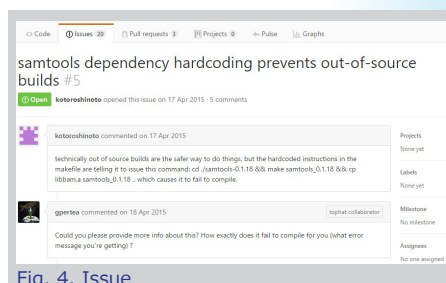 <> Code Issues 20 Pull requests 3 Projects 0 Pulse Graphs
samtools dependency hardcoding prevents out-of-source
builds #5
Open kotoroshinoto opened this issue on 17 Apr 2015 · 5 comments
kotoroshinoto commented on 17 Apr 2015
technically out of source builds are the safer way to do things, but the hardcoded instructions in the
makefile are telling it to issue this command: cd ./samtools-0.1.18 && make samtools_0.1.18 && cp
libbam.a samtools_0.1.18 .. which causes it to fail to compile.
gpertea commented on 18 Apr 2015 tophat collaborator
Could you please provide more info about this? How exactly does it fail to compile for you (what error
message you're getting) ?
Projects
None yet
Labels
None yet
Milestone
No milestone
Assignees
No one assigned
Fig. 4. Issue